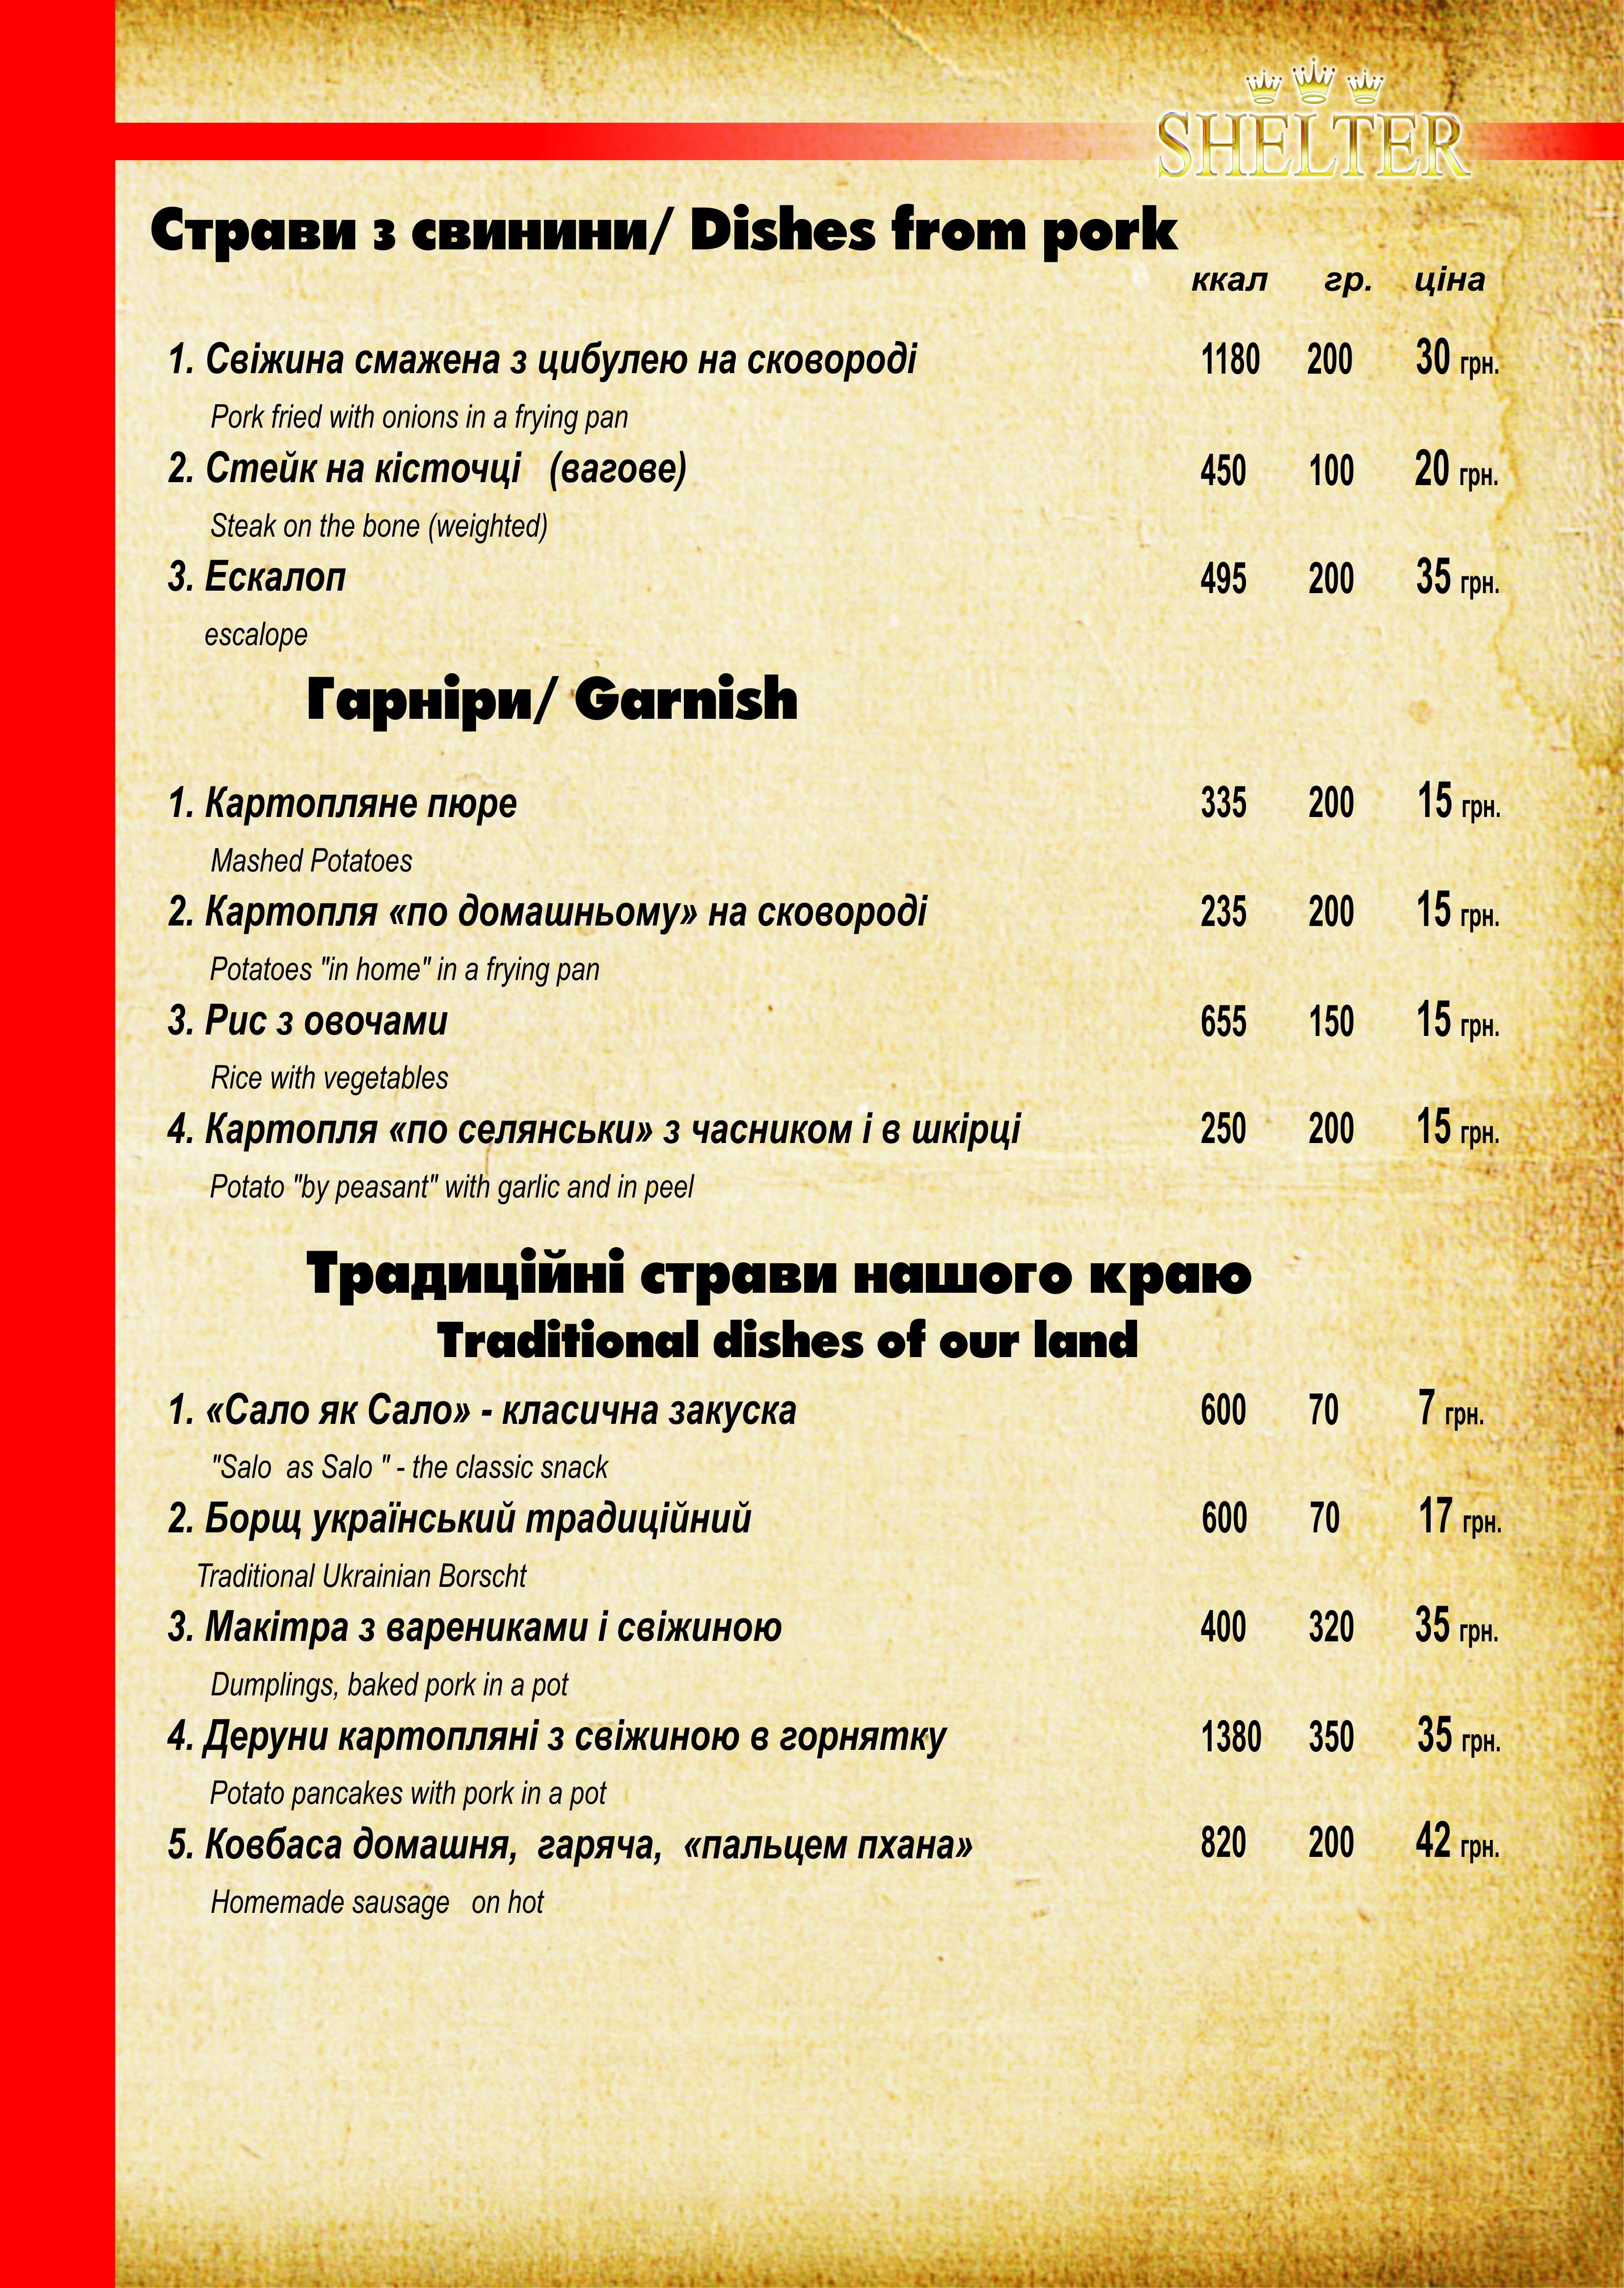 SHELTER
Страви з свинини/ Dishes from pork
ккал гр. ціна
1. Свіжина смажена з цибулею на сковороді 1180 200 30 грн.
Pork fried with onions in a frying pan
2. Стейк на кісточці (вагове) 450 100 20 грн.
Steak on the bone (weighted)
3. Ескалоп 495 200 35 грн.
escalope
Гарніри/ Garnish
1. Картопляне пюре 335 200 15 грн.
Mashed Potatoes
2. Картопля «по домашньому» на сковороді 235 200 15 грн.
Potatoes "in home" in a frying pan
3. Рис з овочами 655 150 15 грн.
Rice with vegetables
4. Картопля «по селянськи» з часником і в шкірці 250 200 15 грн.
Potato "by peasant" with garlic and in peel
Традиційні страви нашого краю
Traditional dishes of our land
1. «Сало як Сало» - класична закуска 600 70 7 грн.
"Salo as Salo " - the classic snack
2. Борщ український традиційний 600 70 17 грн.
Traditional Ukrainian Borscht
3. Макітра з варениками і свіжиною 400 320 35 грн.
Dumplings, baked pork in a pot
4. Деруни картопляні з свіжиною в горнятку 1380 350 35 грн.
Potato pancakes with pork in a pot
5. Ковбаса домашня, гаряча, «пальцем пхана» 820 200 42 грн.
Homemade sausage on hot